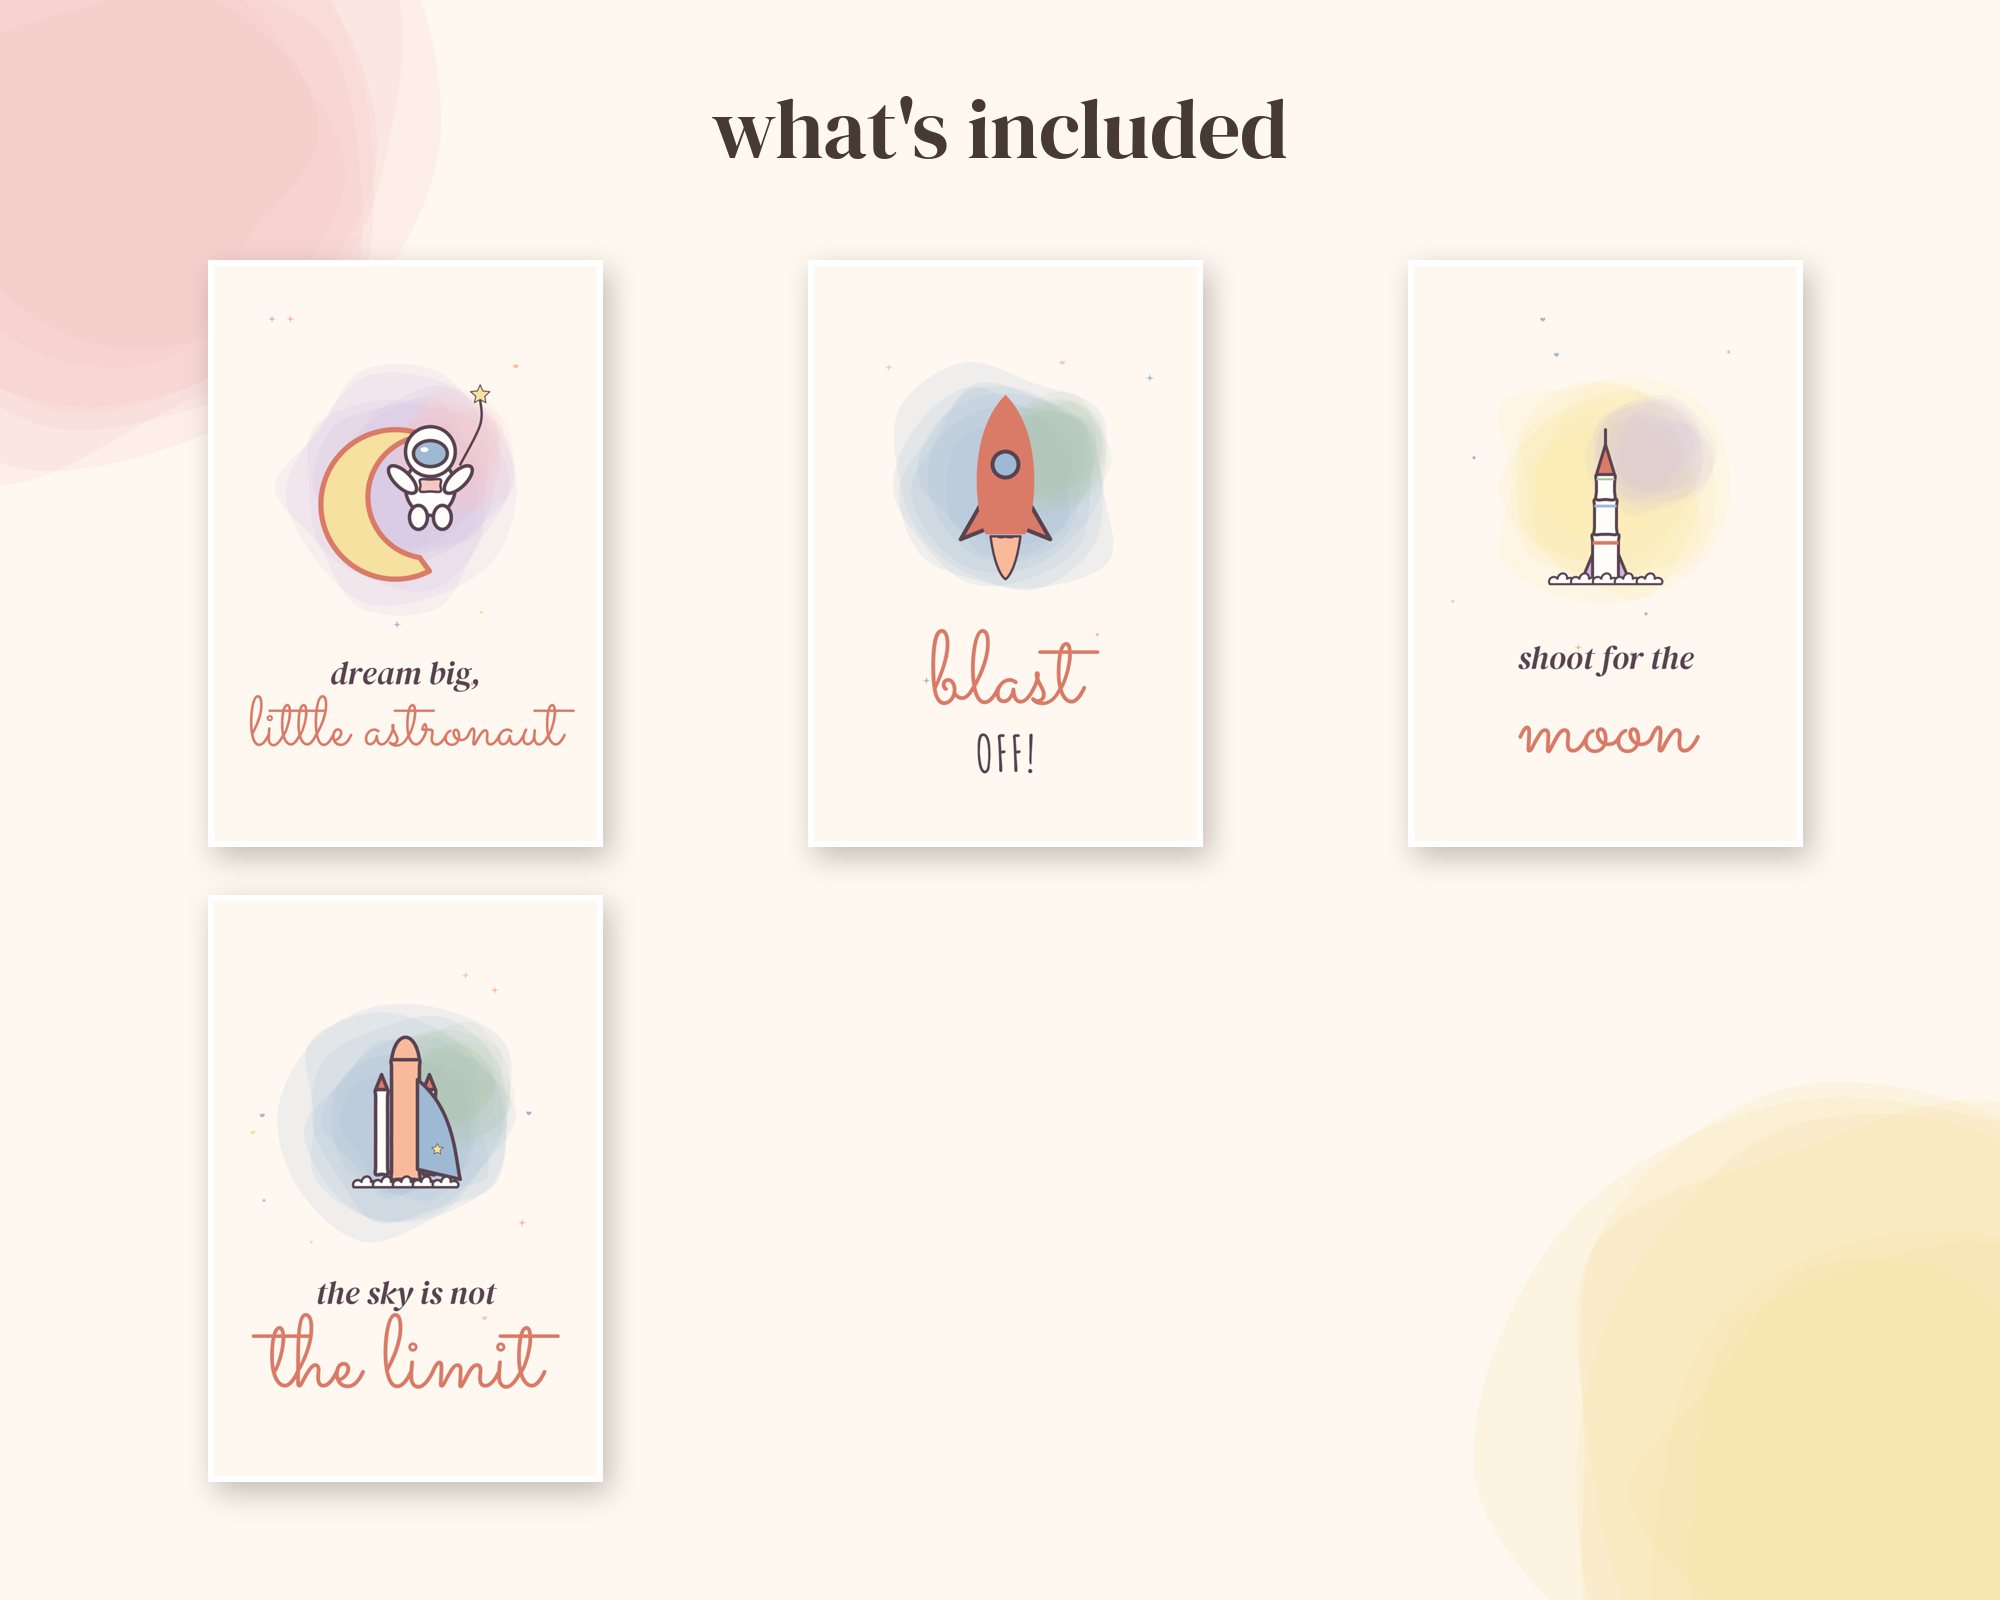 what's included
dream big,
little astronaut
blast
OFF!
shoot for the
moon
the sky is not
the limit